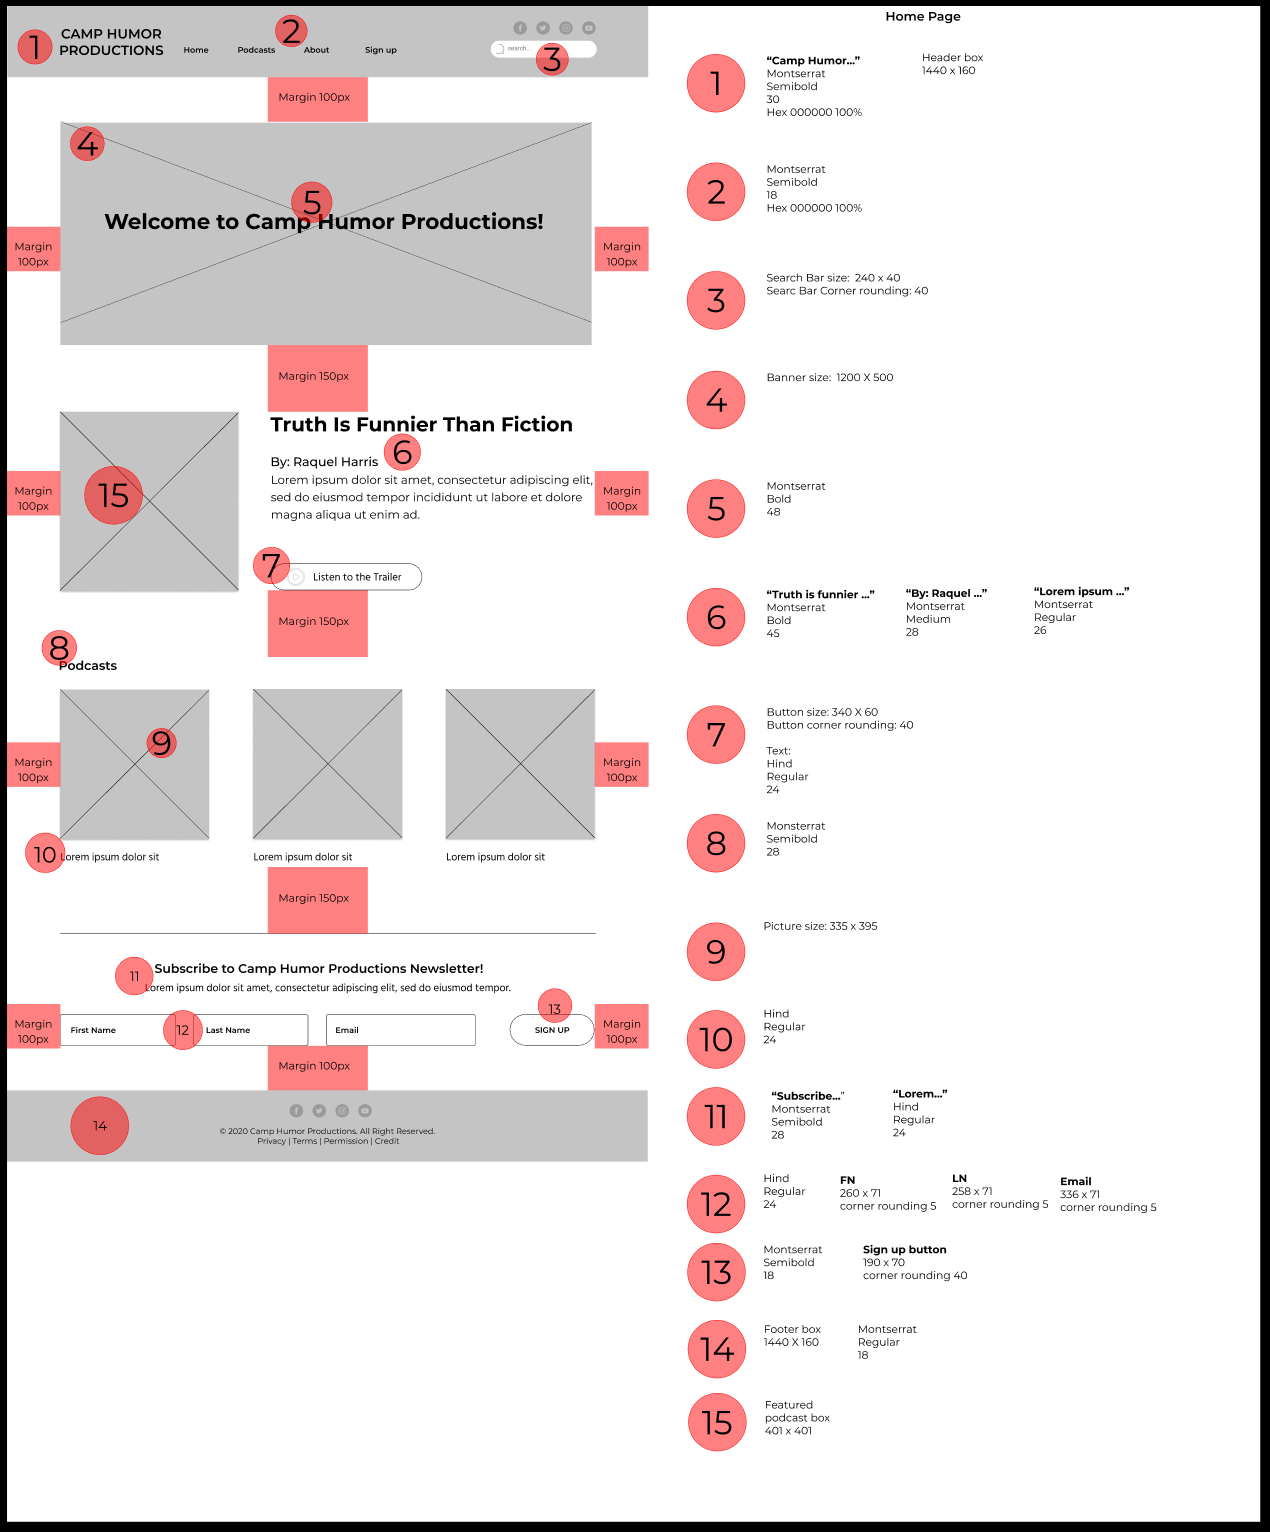 1
CAMP HUMOR
PRODUCTIONS
Home
Podcasts
2
About
Sign up
search...
3
Margin 100px
4
5
Welcome to Camp Humor Productions!
Margin
100px
Margin
100px
Margin 150px
Truth Is Funnier Than Fiction
6
By: Raquel Harris
Lorem ipsum dolor sit amet, consectetur adipiscing elit,
sed do eiusmod tempor incididunt ut labore et dolore
magna aliqua ut enim ad.
15
Margin
100px
Margin
100px
7
Listen to the Trailer
Margin 150px
8
Podcasts
9
Margin
100px
Margin
100px
10
Lorem ipsum dolor sit
Lorem ipsum dolor sit
Lorem ipsum dolor sit
Margin 150px
11
Subscribe to Camp Humor Productions Newsletter!
Lorem ipsum dolor sit amet, consectetur adipiscing elit, sed do eiusmod tempor.
13
Margin
100px
First Name
12
Last Name
Email
SIGN UP
Margin
100px
Margin 100px
14
© 2020 Camp Humor Productions. All Right Reserved.
Privacy | Terms | Permission | Credit
Home Page
1
“Camp Humor...”
Montserrat
Semibold
30
Hex 000000 100%
Header box
1440 x 160
2
Montserrat
Semibold
18
Hex 000000 100%
3
Search Bar size: 240 x 40
Searc Bar Corner rounding: 40
4
Banner size: 1200 X 500
5
Montserrat
Bold
48
6
“Truth is funnier ...”
Montserrat
Bold
45
“By: Raquel ...”
Montserrat
Medium
28
“Lorem ipsum ...”
Montserrat
Regular
26
7
Button size: 340 X 60
Button corner rounding: 40
Text:
Hind
Regular
24
8
Monsterrat
Semibold
28
9
Picture size: 335 x 395
10
Hind
Regular
24
11
“Subscribe...”
Montserrat
Semibold
28
“Lorem...”
Hind
Regular
24
12
Hind
Regular
24
FN
260 x 71
corner rounding 5
LN
258 x 71
corner rounding 5
Email
336 x 71
corner rounding 5
13
Montserrat
Semibold
18
Sign up button
190 x 70
corner rounding 40
14
Footer box
1440 X 160
Montserrat
Regular
18
15
Featured
podcast box
401 x 401